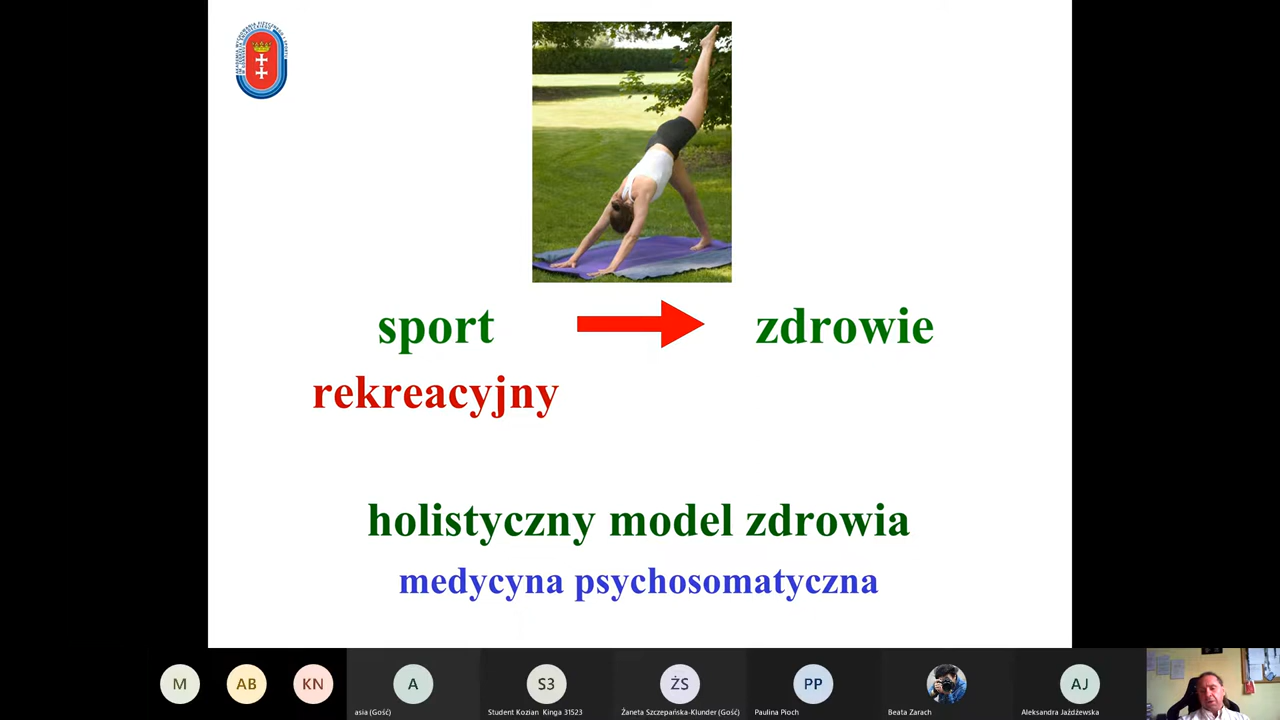 sport
zdrowie
rekreacyjny
holistyczny model zdrowia
medycyna psychosomatyczna
M
AB
KN
A
S3
ŻS
PP
AJ
asia (Gość)
Student Kozian Kinga 31523
Żaneta Szczepańska-Klunder (Gość)
Paulina Pioch
Beata Zarach
Aleksandra Jażdżewska